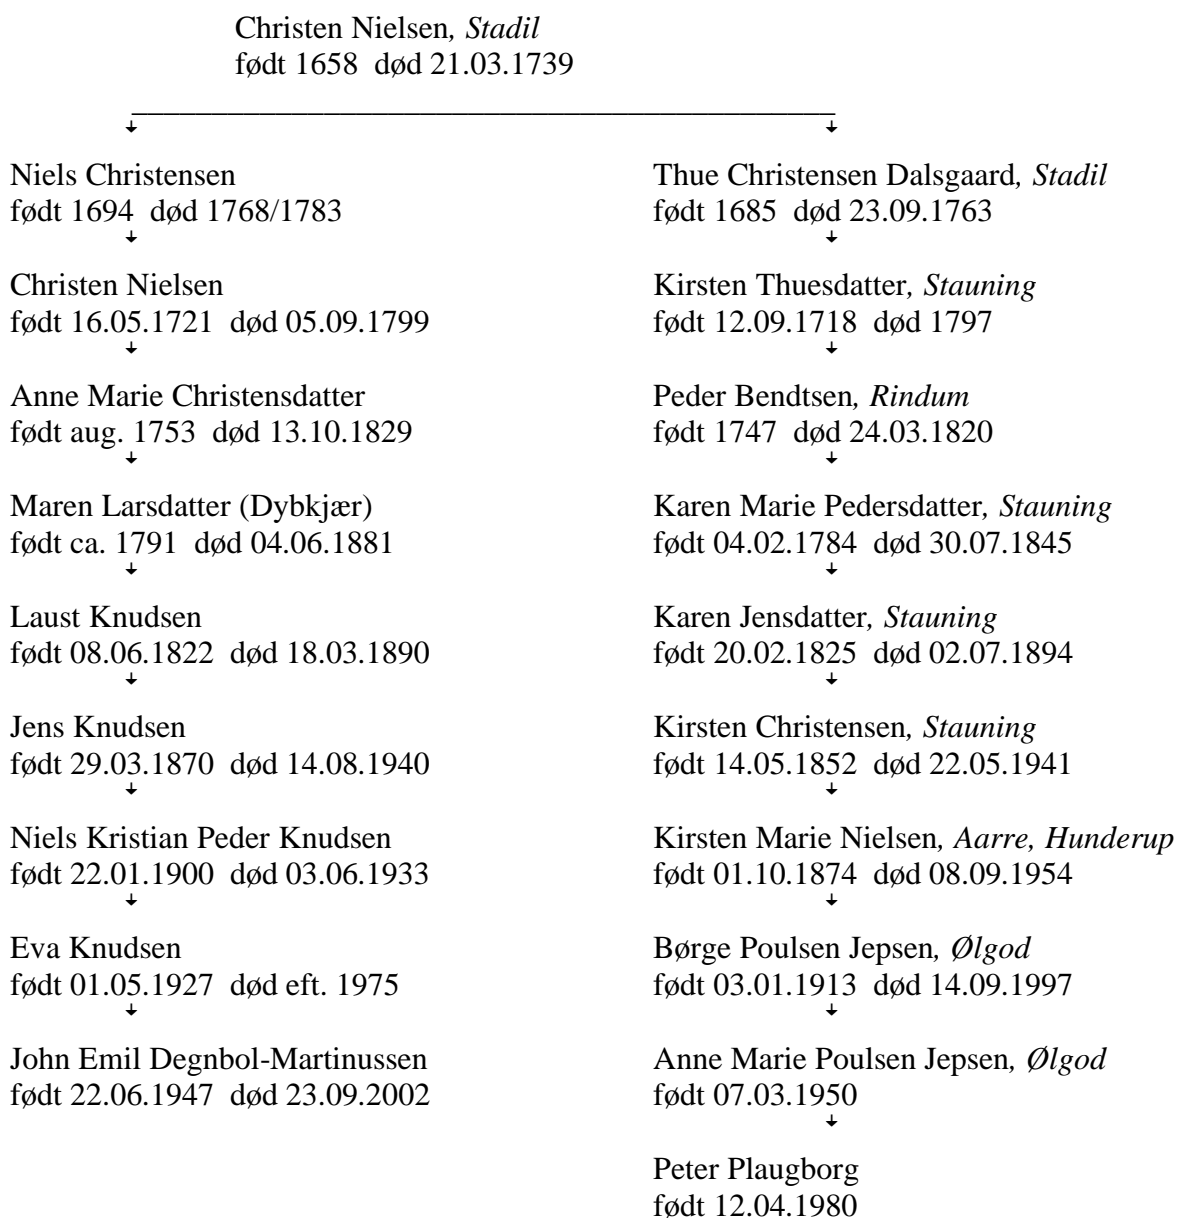 Christen Nielsen, Stadil
født 1658 død 21.03.1739
Niels Christensen
født 1694 død 1768/1783
Christen Nielsen
født 16.05.1721 død 05.09.1799
Anne Marie Christensdatter
født aug. 1753 død 13.10.1829
Maren Larsdatter (Dybkjær)
født ca. 1791 død 04.06.1881
Laust Knudsen
født 08.06.1822 død 18.03.1890
Jens Knudsen
født 29.03.1870 død 14.08.1940
Niels Kristian Peder Knudsen
født 22.01.1900 død 03.06.1933
Eva Knudsen
født 01.05.1927 død eft. 1975
John Emil Degnbol-Martinussen
født 22.06.1947 død 23.09.2002
Thue Christensen Dalsgaard, Stadil
født 1685 død 23.09.1763
Kirsten Thuesdatter, Stauning
født 12.09.1718 død 1797
Peder Bendtsen, Rindum
født 1747 død 24.03.1820
Karen Marie Pedersdatter, Stauning
født 04.02.1784 død 30.07.1845
Karen Jensdatter, Stauning
født 20.02.1825 død 02.07.1894
Kirsten Christensen, Stauning
født 14.05.1852 død 22.05.1941
Kirsten Marie Nielsen, Aarre, Hunderup
født 01.10.1874 død 08.09.1954
Børge Poulsen Jepsen, Ølgod
født 03.01.1913 død 14.09.1997
Anne Marie Poulsen Jepsen, Ølgod
født 07.03.1950
Peter Plaugborg
født 12.04.1980